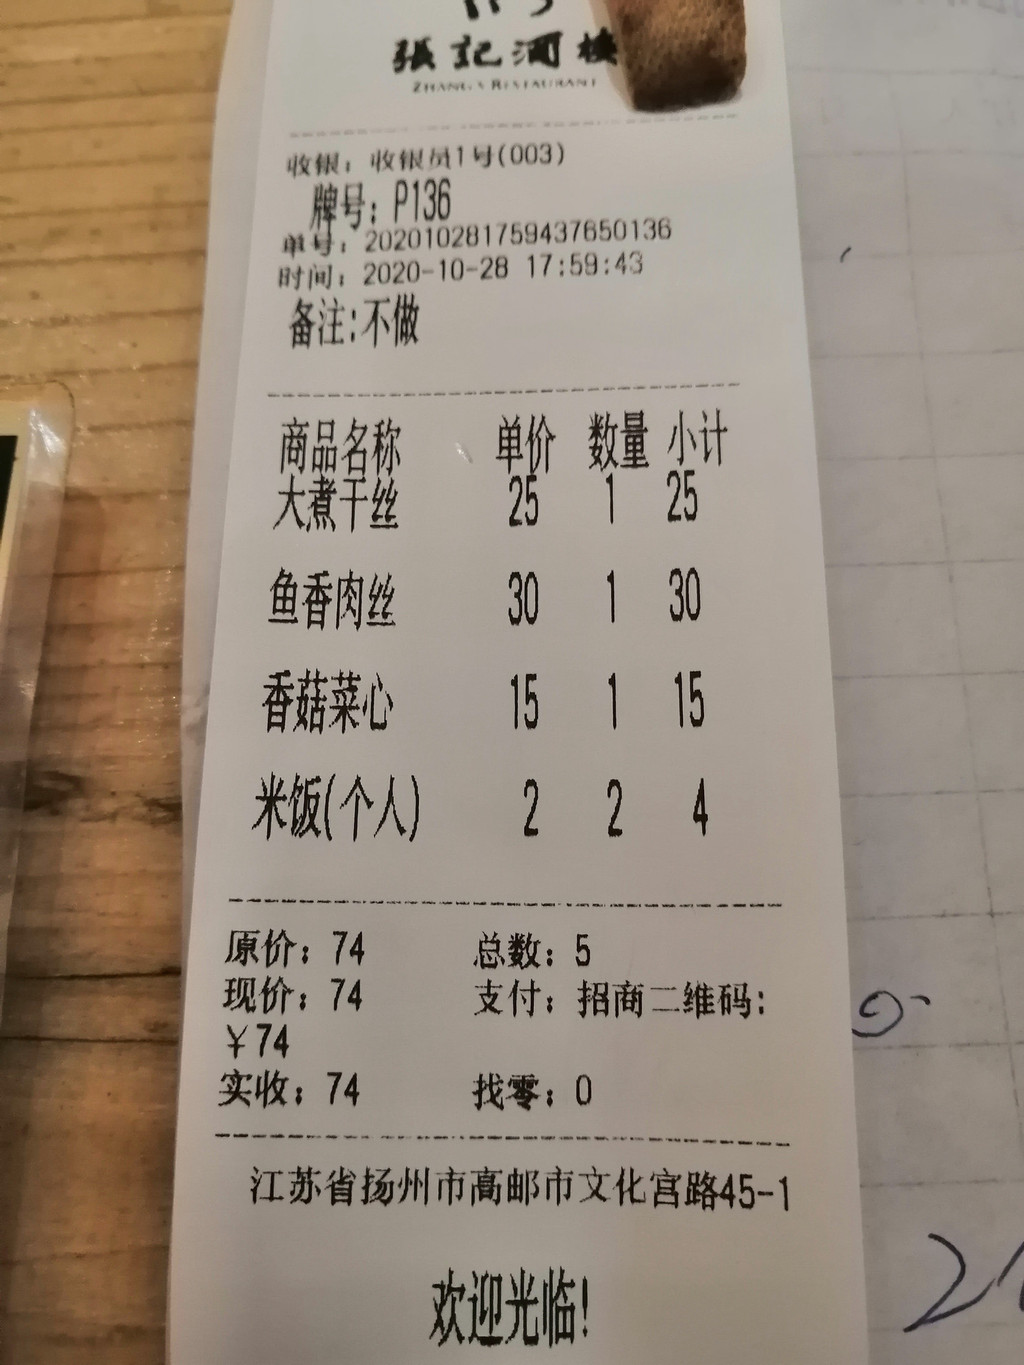 張記酒樓
ZHANG'S RESTAURANT
收银：收银员1号(003)
牌号：P136
单号：202010281759437650136
时间：2020-10-28 17:59:43
备注:不做
商品名称 单价 数量 小计
大煮干丝 25 1 25
鱼香肉丝 30 1 30
香菇菜心 15 1 15
米饭(个人) 2 2 4
原价：74 总数：5
现价：74 支付：招商二维码:
￥74
实收：74 找零：0
江苏省扬州市高邮市文化宫路45-1
欢迎光临!